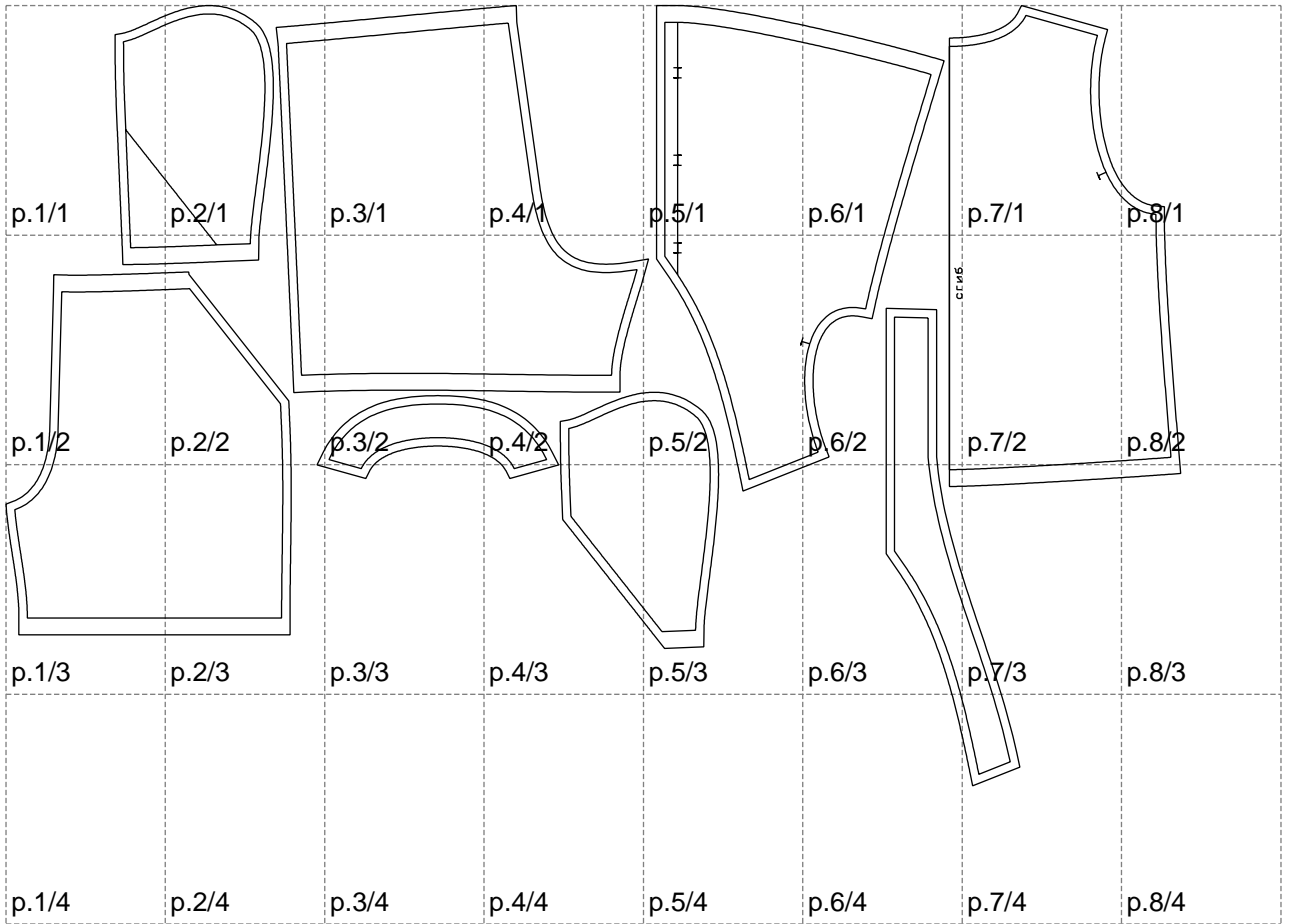 p.1/1 p.2/1 p.3/1 p.4/1 p.5/1 p.6/1 p.7/1 p.8/1
сгиб
p.1/2 p.2/2 p.3/2 p.4/2 p.5/2 p.6/2 p.7/2 p.8/2
p.1/3 p.2/3 p.3/3 p.4/3 p.5/3 p.6/3 p.7/3 p.8/3
p.1/4 p.2/4 p.3/4 p.4/4 p.5/4 p.6/4 p.7/4 p.8/4